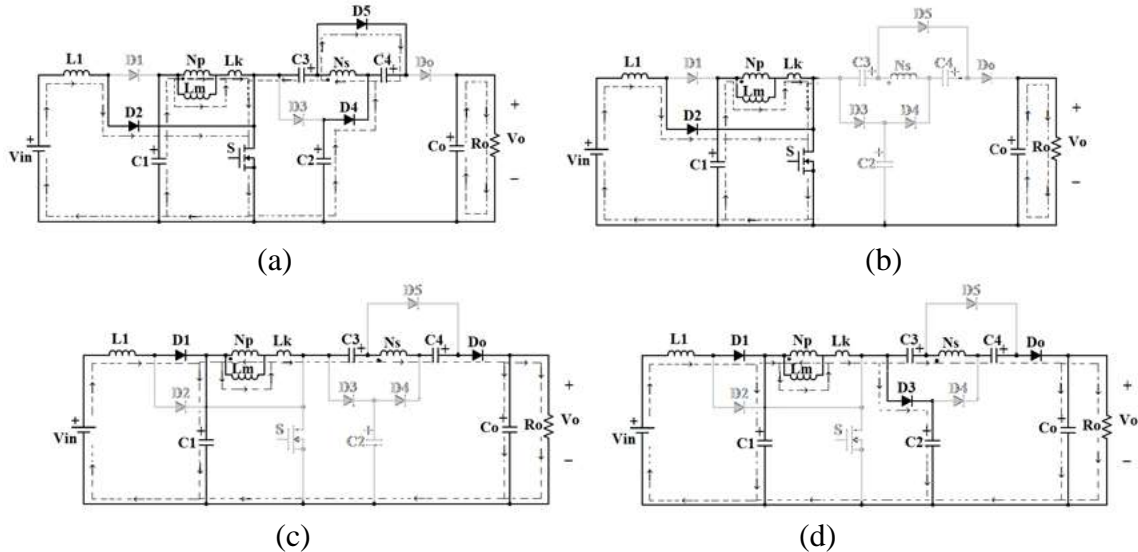 D5
L1 D1 Np Lk C3 Ns C4 Do
Lm
D2 D3 D4
Vin C1 S C2 Co Ro Vo
(a)
D5
L1 D1 Np Lk C3 Ns C4 Do
Lm
D2 D3 D4
Vin C1 S C2 Co Ro Vo
(b)
D5
L1 D1 Np Lk C3 Ns C4 Do
Lm
D2 D3 D4
Vin C1 S C2 Co Ro Vo
(c)
D5
L1 D1 Np Lk C3 Ns C4 Do
Lm
D2 D3 D4
Vin C1 S C2 Co Ro Vo
(d)